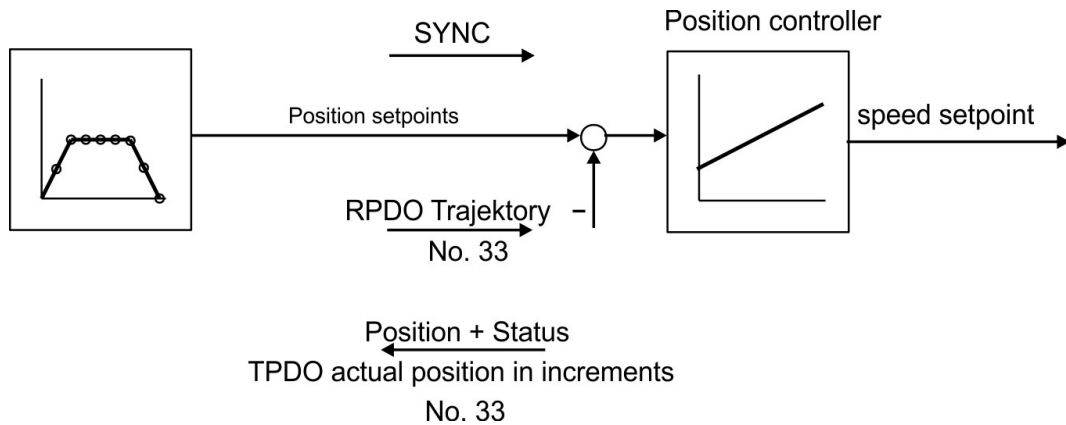 Position controller
SYNC
Position setpoints
speed setpoint
RPDO Trajektory
–
No. 33
Position + Status
TPDO actual position in increments
No. 33